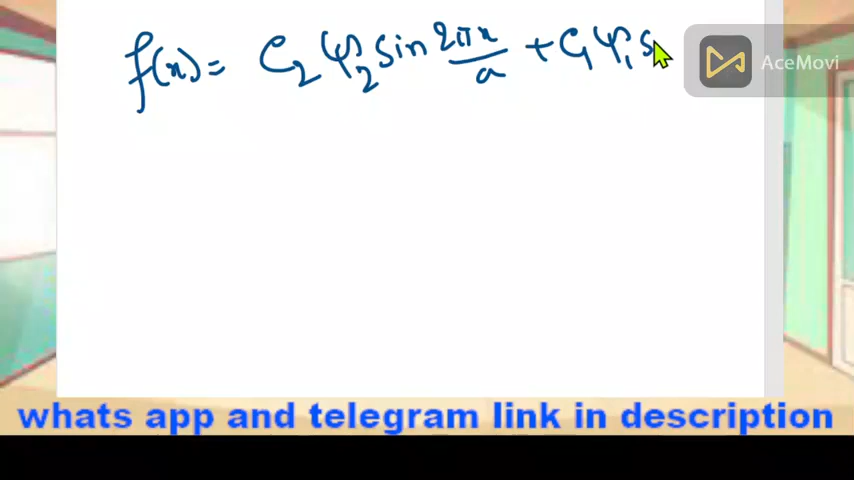 f(x) = C₂ φ₂ sin 2πx/a + C₁ φ₁ s
AceMovi
whats app and telegram link in description